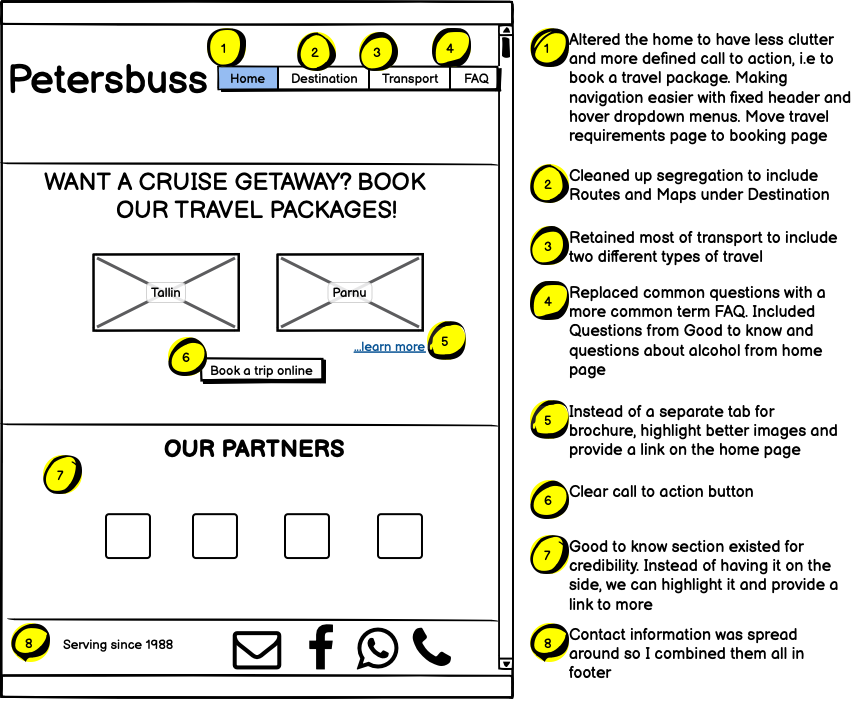 1 2 3 4
Petersbuss Home Destination Transport FAQ
WANT A CRUISE GETAWAY? BOOK
OUR TRAVEL PACKAGES!
Tallin Parnu
...learn more 5
6 Book a trip online
OUR PARTNERS
7
8 Serving since 1988
1 Altered the home to have less clutter
and more defined call to action, i.e to
book a travel package. Making
navigation easier with fixed header and
hover dropdown menus. Move travel
requirements page to booking page
2 Cleaned up segregation to include
Routes and Maps under Destination
3 Retained most of transport to include
two different types of travel
4 Replaced common questions with a
more common term FAQ. Included
Questions from Good to know and
questions about alcohol from home
page
5 Instead of a separate tab for
brochure, highlight better images and
provide a link on the home page
6 Clear call to action button
7 Good to know section existed for
credibility. Instead of having it on the
side, we can highlight it and provide a
link to more
8 Contact information was spread
around so I combined them all in
footer